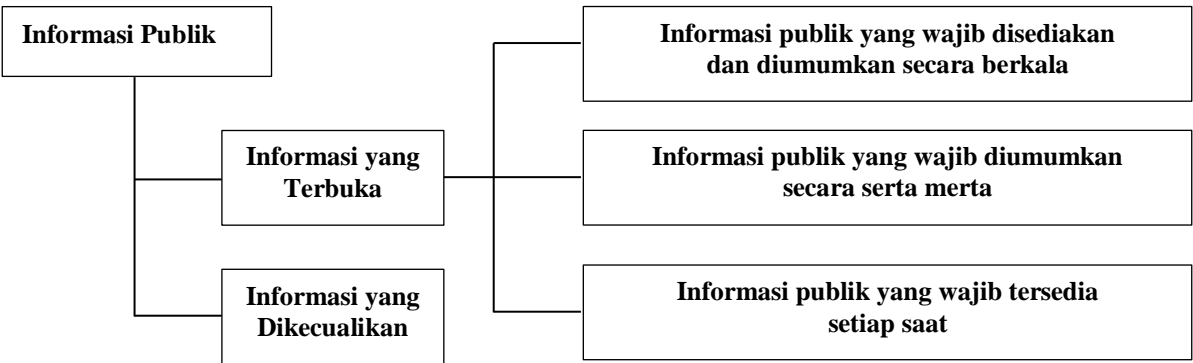 Informasi Publik
Informasi yang
Terbuka
Informasi yang
Dikecualikan
Informasi publik yang wajib disediakan
dan diumumkan secara berkala
Informasi publik yang wajib diumumkan
secara serta merta
Informasi publik yang wajib tersedia
setiap saat